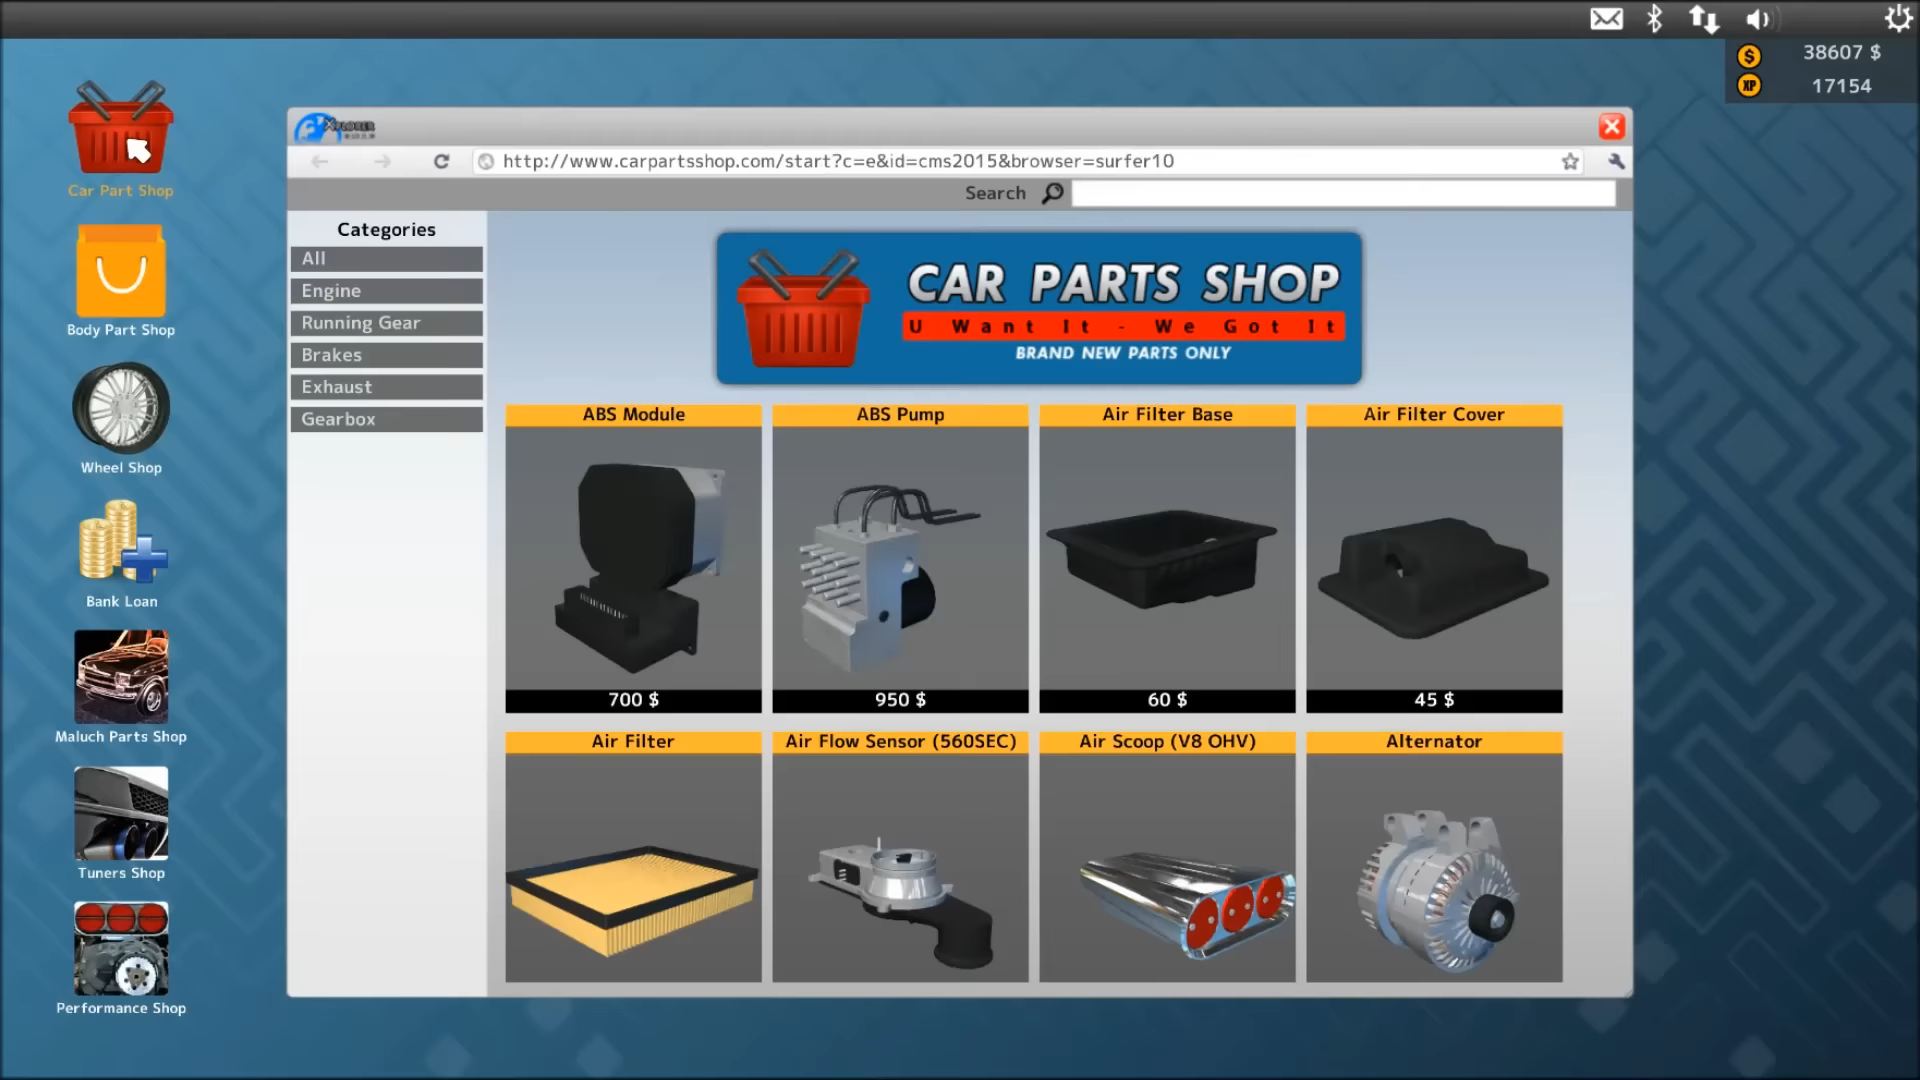 38607 $
XP
17154
Car Part Shop
Body Part Shop
Wheel Shop
Bank Loan
Maluch Parts Shop
Tuners Shop
Performance Shop
http://www.carpartsshop.com/start?c=e&id=cms2015&browser=surfer10
Search
Categories
All
Engine
Running Gear
Brakes
Exhaust
Gearbox
CAR PARTS SHOP
U Want It - We Got It
BRAND NEW PARTS ONLY
ABS Module
ABS Pump
Air Filter Base
Air Filter Cover
700 $
950 $
60 $
45 $
Air Filter
Air Flow Sensor (560SEC)
Air Scoop (V8 OHV)
Alternator